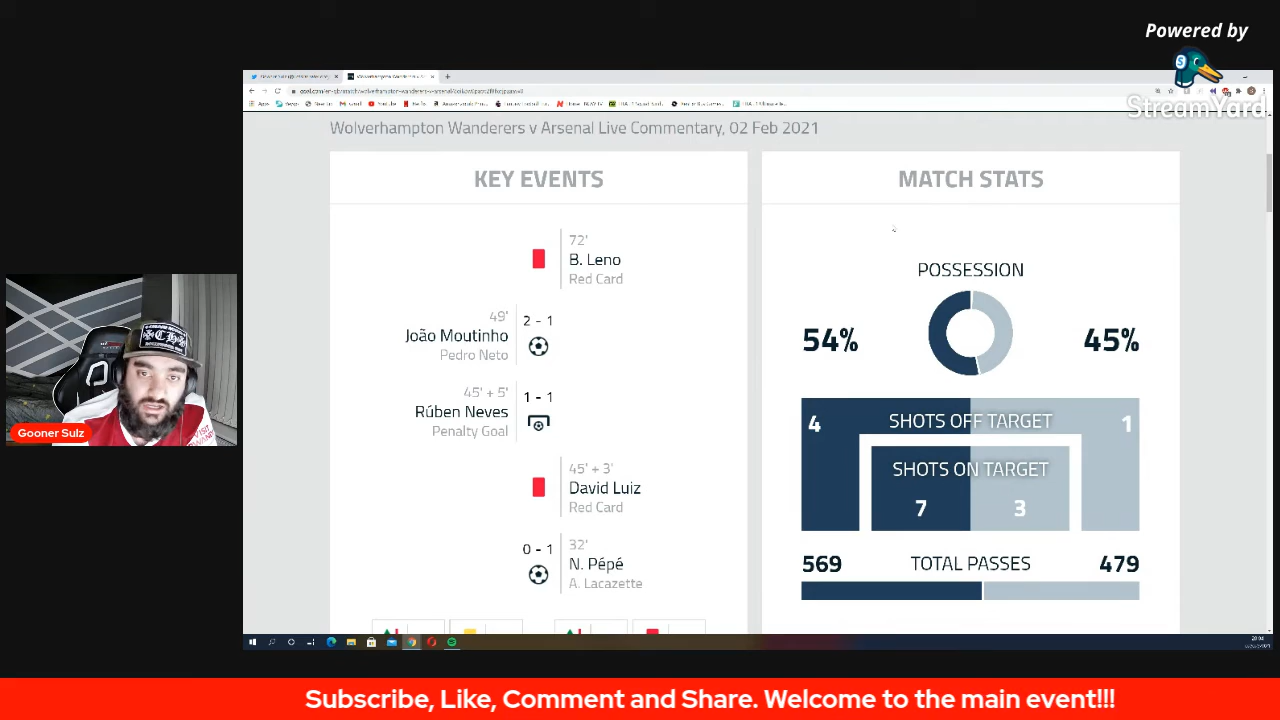 Powered by
StreamYard
Wolverhampton Wanderers v Arsenal Live Commentary, 02 Feb 2021
KEY EVENTS
72'
B. Leno
Red Card
49'
2 - 1
João Moutinho
Pedro Neto
45' + 5'
1 - 1
Rúben Neves
Penalty Goal
45' + 3'
David Luiz
Red Card
0 - 1
32'
N. Pépé
A. Lacazette
MATCH STATS
POSSESSION
54%
45%
4 SHOTS OFF TARGET 1
SHOTS ON TARGET
7 3
569 TOTAL PASSES 479
Gooner Sulz
Subscribe, Like, Comment and Share. Welcome to the main event!!!